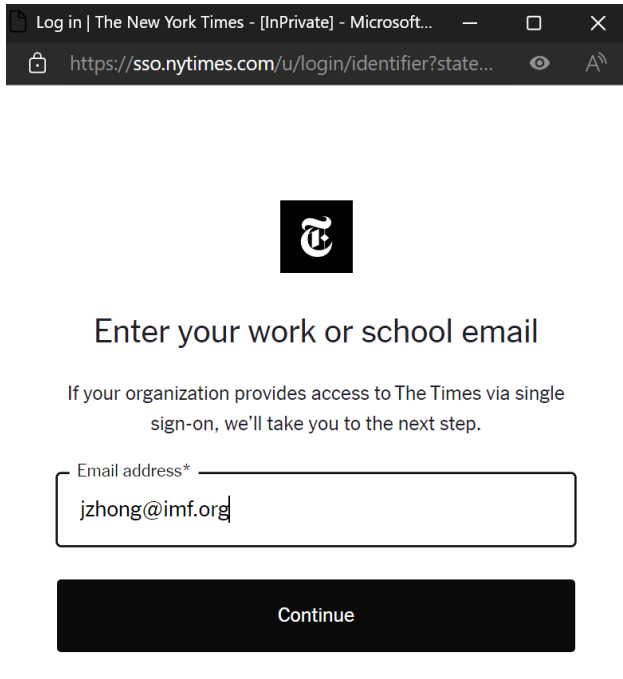 Log in | The New York Times - [InPrivate] - Microsoft...
https://sso.nytimes.com/u/login/identifier?state...
Enter your work or school email
If your organization provides access to The Times via single
sign-on, we’ll take you to the next step.
Email address*
jzhong@imf.org
Continue